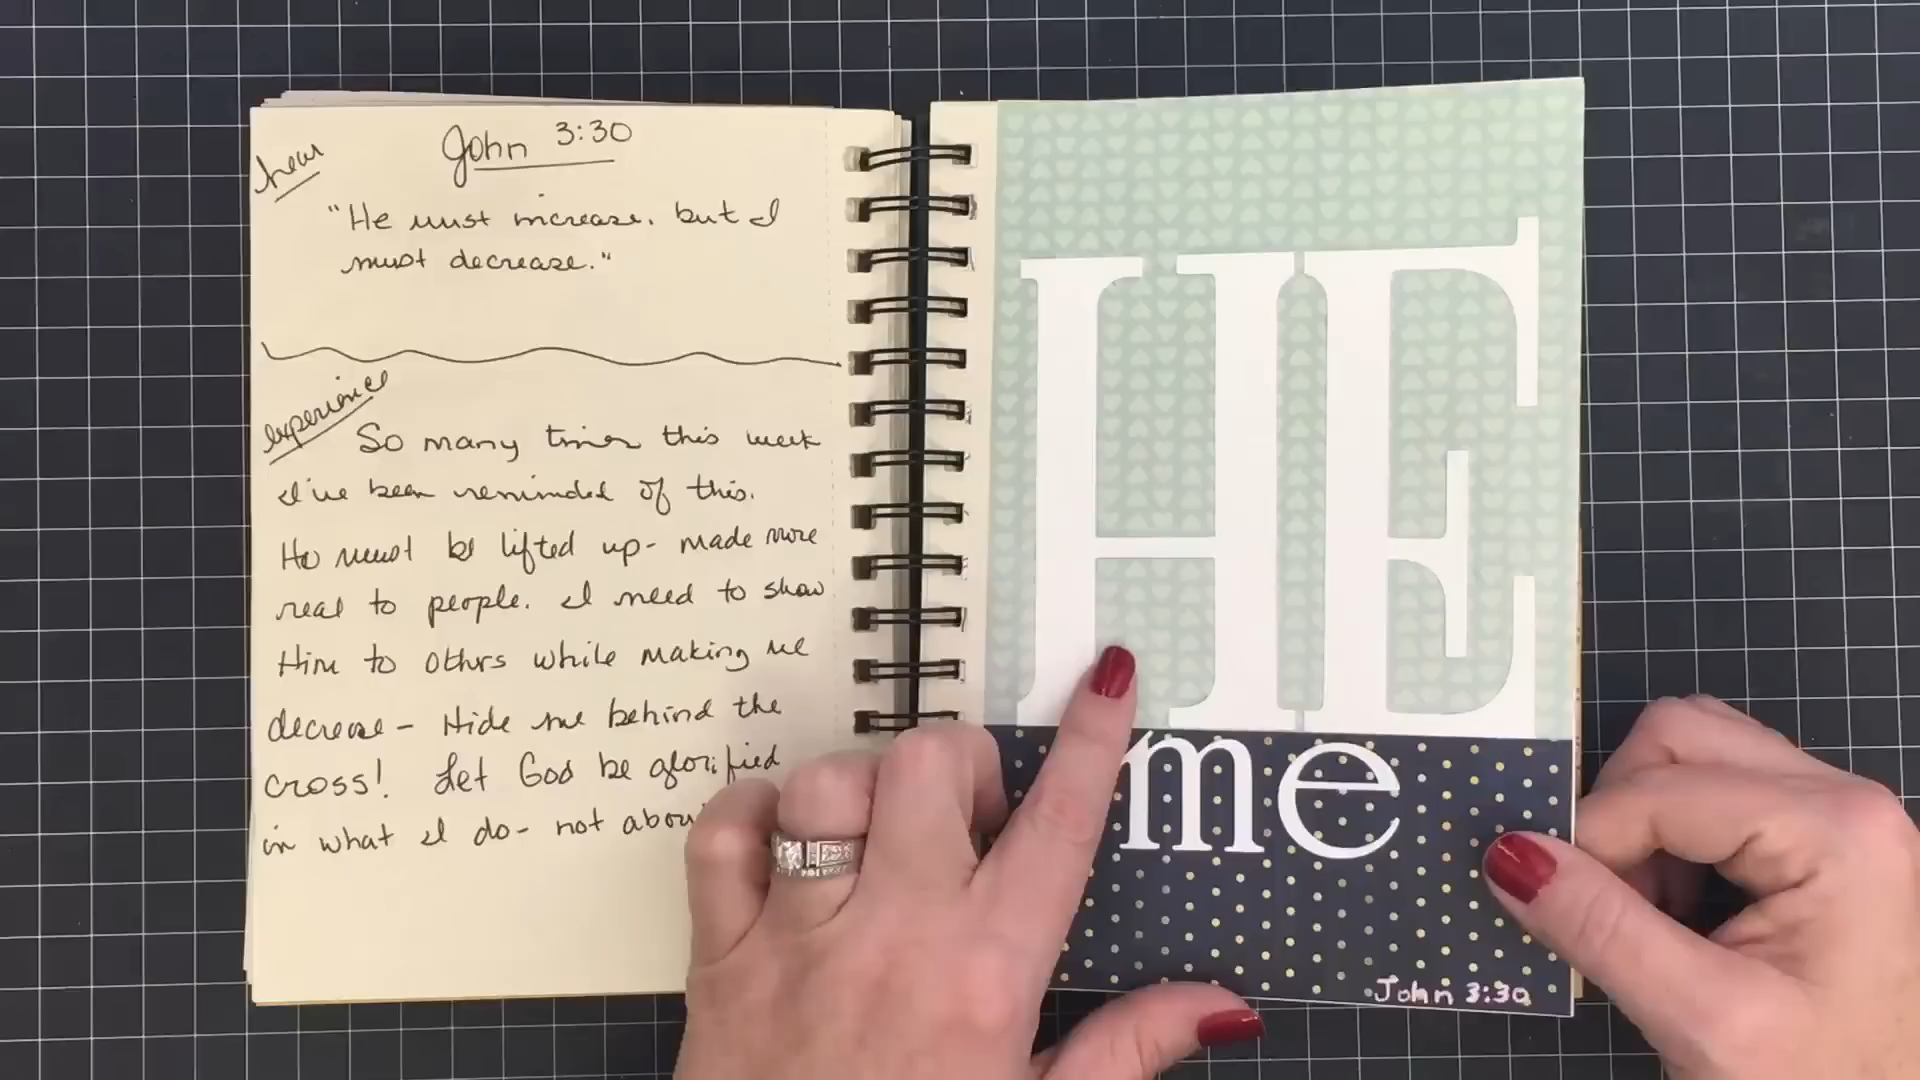 hear
John 3:30
"He must increase, but I
must decrease."
experience
So many times this week
I've been reminded of this.
He must be lifted up - made more
real to people. I need to show
Him to others while making me
decrease - Hide me behind the
cross! Let God be glorified
in what I do - not abou
HE
me
John 3:30